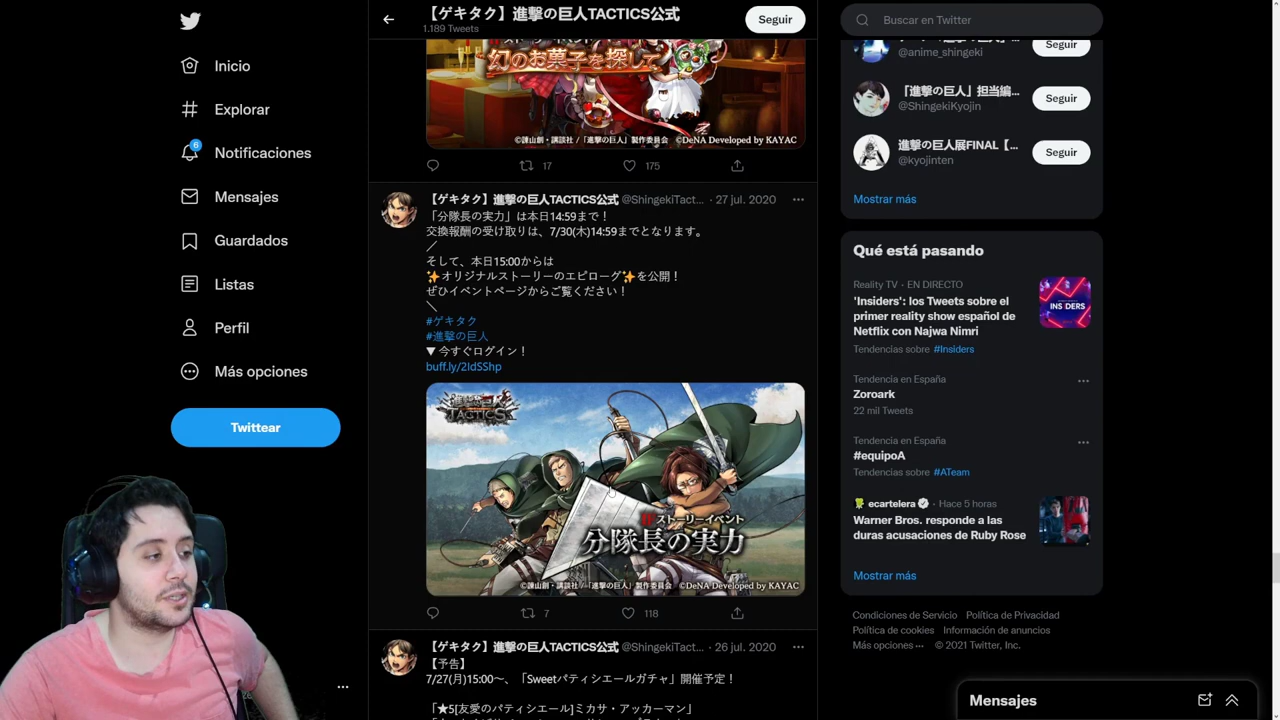 Inicio
Explorar
6
Notificaciones
Mensajes
Guardados
Listas
Perfil
Más opciones
Twittear
【ゲキタク】進撃の巨人TACTICS公式
1.189 Tweets
Seguir
幻のお菓子を探して
©諫山創・講談社 /「進撃の巨人」製作委員会 ©DeNA Developed by KAYAC
17
175
【ゲキタク】進撃の巨人TACTICS公式 @ShingekiTact... · 27 jul. 2020
「分隊長の実力」は本日14:59まで！
交換報酬の受け取りは、7/30(木)14:59までとなります。
／
そして、本日15:00からは
✨オリジナルストーリーのエピローグ✨を公開！
ぜひイベントページからご覧ください！
＼
#ゲキタク
#進撃の巨人
▼ 今すぐログイン！
buff.ly/2IdSShp
進撃の巨人
TACTICS
ストーリーイベント
分隊長の実力
©諫山創・講談社 /「進撃の巨人」製作委員会 ©DeNA Developed by KAYAC
7
118
【ゲキタク】進撃の巨人TACTICS公式 @ShingekiTact... · 26 jul. 2020
【予告】
7/27(月)15:00〜、「Sweetパティシエールガチャ」開催予定！
「★5[友愛のパティシエール]ミカサ・アッカーマン」
Buscar en Twitter
@anime_shingeki
Seguir
『進撃の巨人』担当編...
@ShingekiKyojin
Seguir
進撃の巨人展FINAL【...
@kyojinten
Seguir
Mostrar más
Qué está pasando
Reality TV · EN DIRECTO
'Insiders': los Tweets sobre el
primer reality show español de
Netflix con Najwa Nimri
Tendencias sobre #Insiders
INSIDERS
Tendencia en España
Zoroark
22 mil Tweets
Tendencia en España
#equipoA
Tendencias sobre #ATeam
ecartelera · Hace 5 horas
Warner Bros. responde a las
duras acusaciones de Ruby Rose
Mostrar más
Condiciones de Servicio Política de Privacidad
Política de cookies Información de anuncios
Más opciones ··· © 2021 Twitter, Inc.
Mensajes